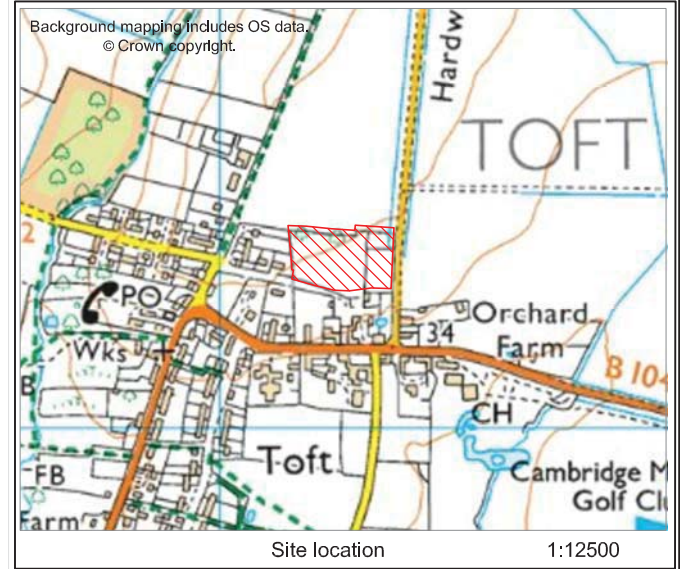 Background mapping includes OS data.
© Crown copyright.
Hardw
TOFT
2
PO
Wks
34
Orchard
Farm
B 104
B
CH
Toft
FB
Cambridge M
Golf Clu
Farm
Site location
1:12500